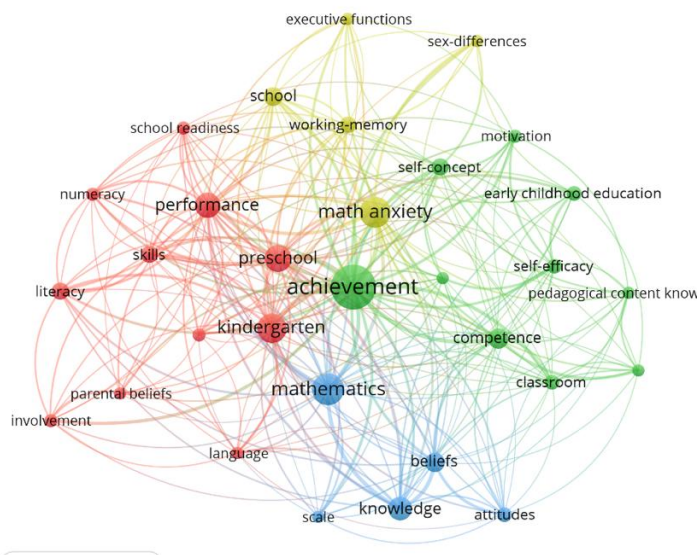 executive functions
sex-differences
school
working-memory
school readiness
motivation
self-concept
numeracy
early childhood education
performance
math anxiety
skills
preschool
self-efficacy
achievement
literacy
pedagogical content know
kindergarten
competence
classroom
mathematics
parental beliefs
involvement
language
beliefs
knowledge
scale
attitudes